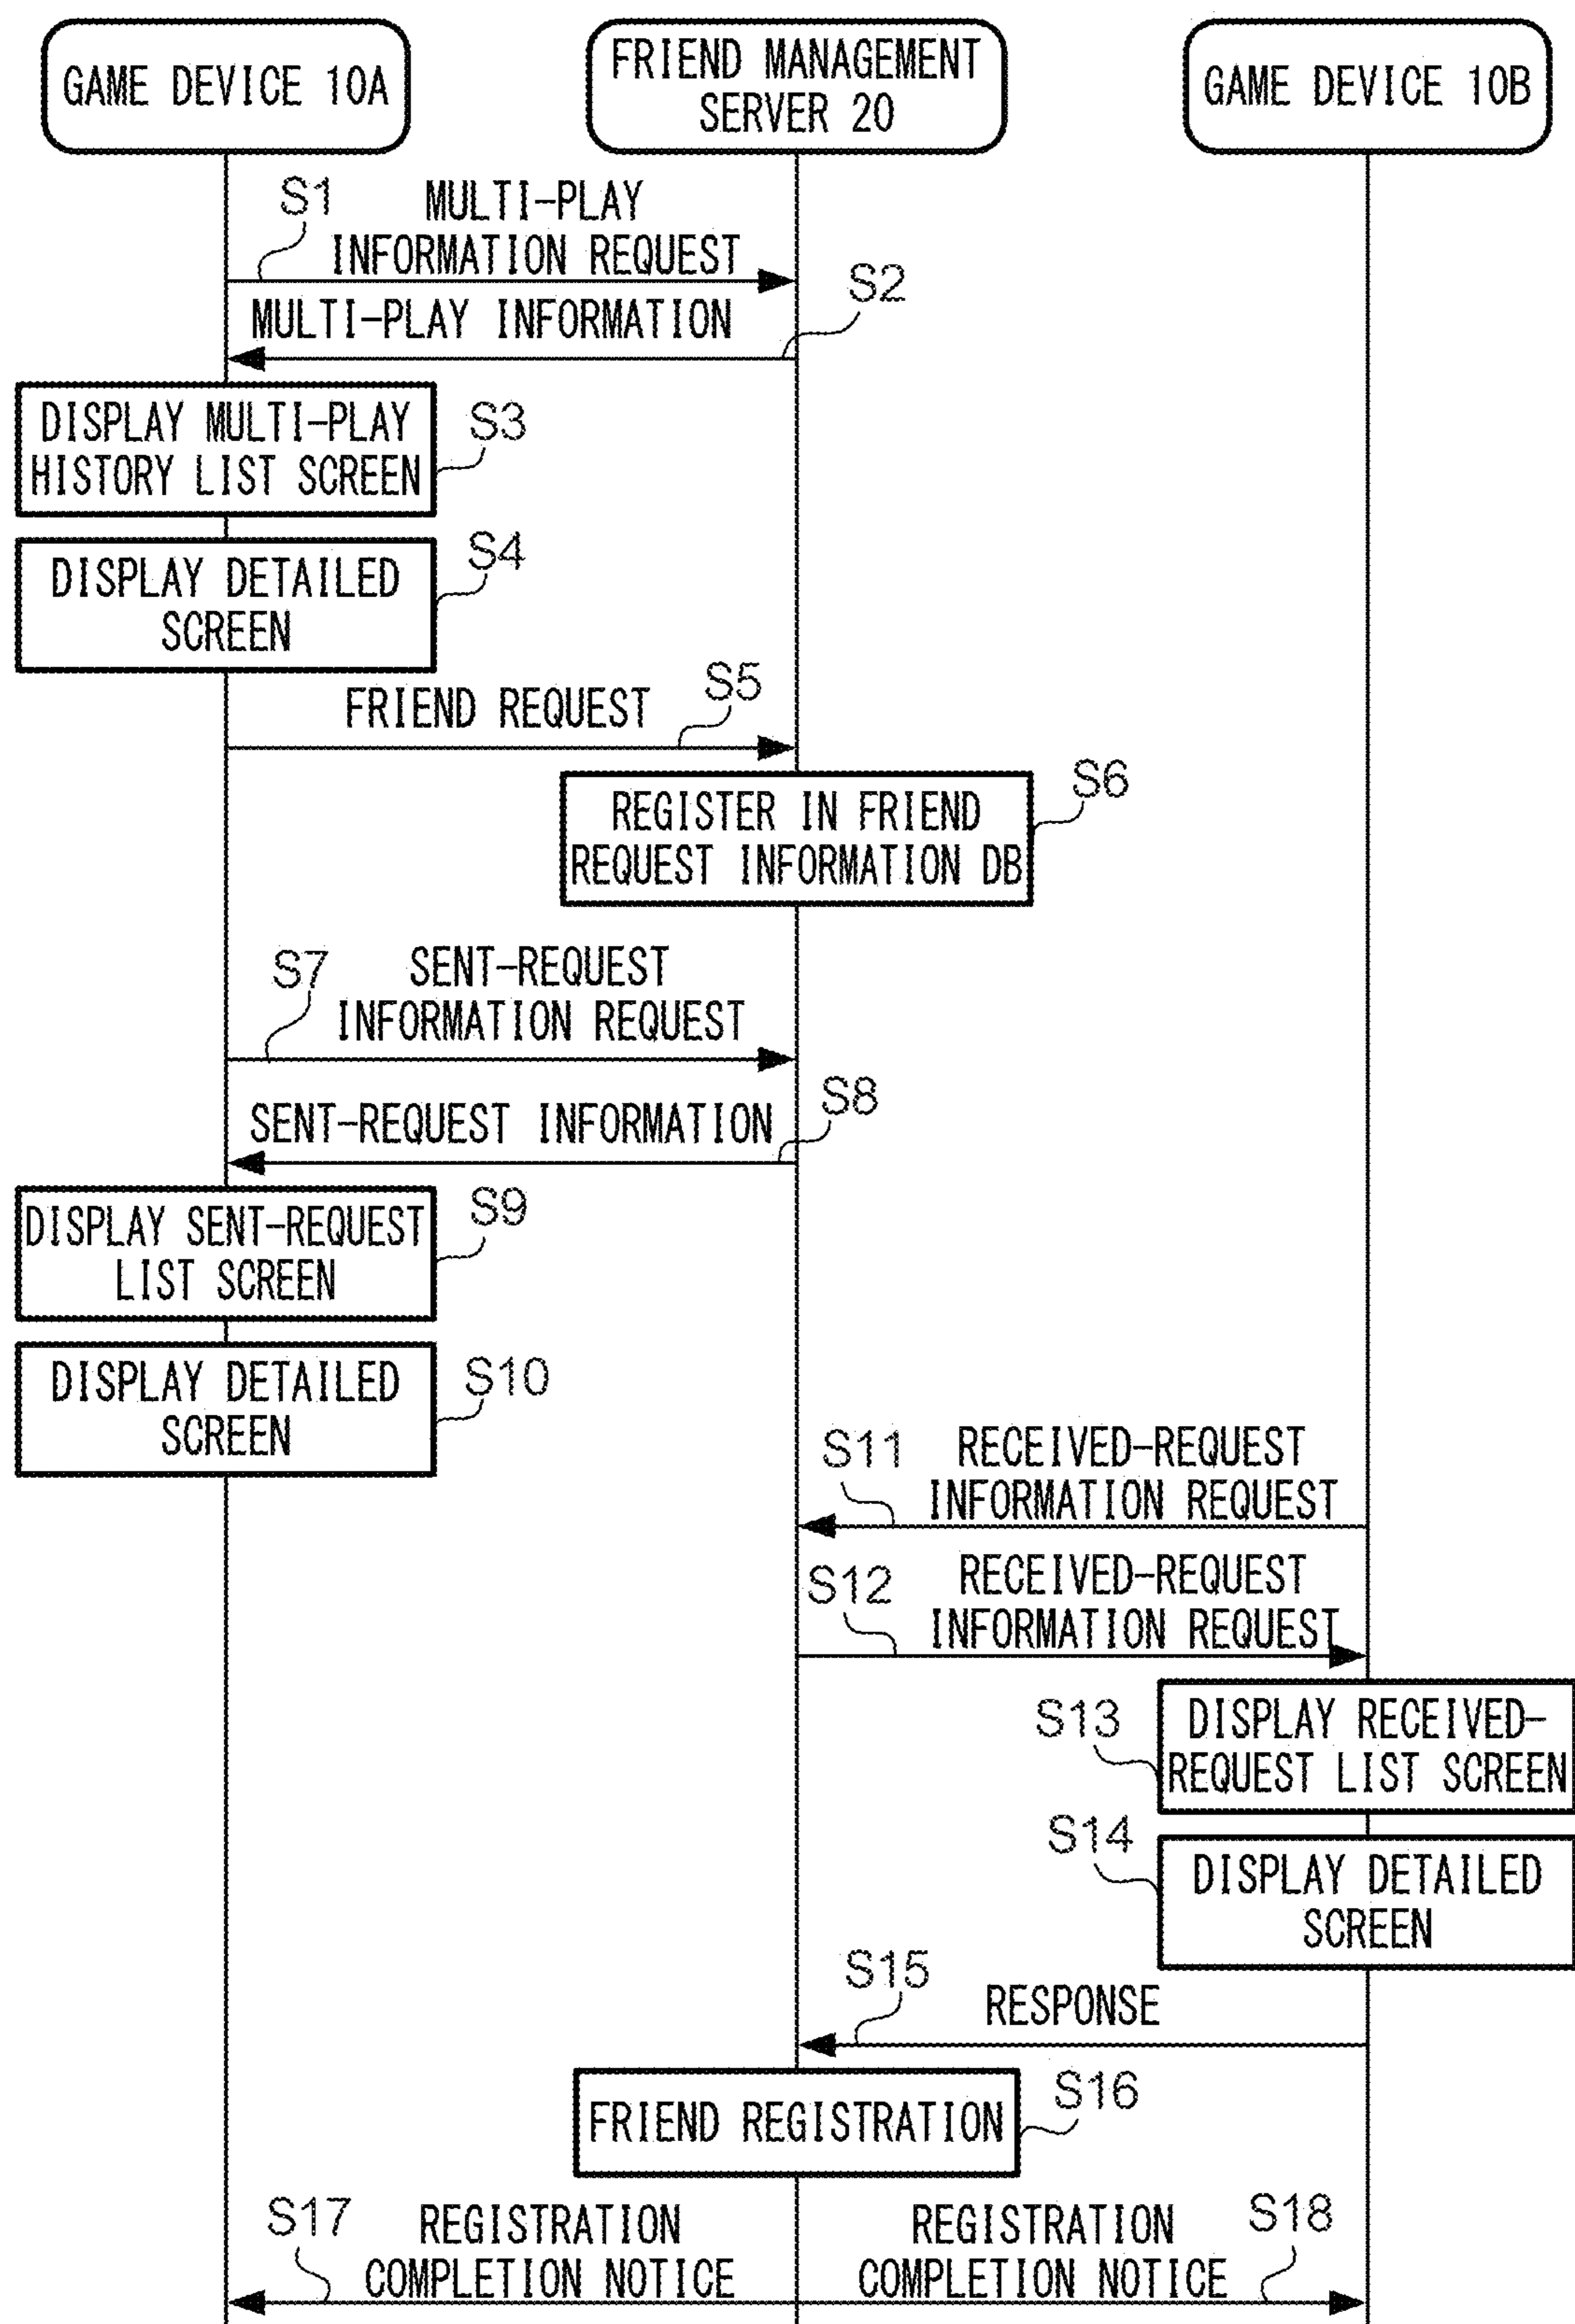 GAME DEVICE 10A
FRIEND MANAGEMENT
SERVER 20
GAME DEVICE 10B
S1
MULTI-PLAY
INFORMATION REQUEST
S2
MULTI-PLAY INFORMATION
DISPLAY MULTI-PLAY
HISTORY LIST SCREEN
S3
DISPLAY DETAILED
SCREEN
S4
FRIEND REQUEST
S5
REGISTER IN FRIEND
REQUEST INFORMATION DB
S6
S7
SENT-REQUEST
INFORMATION REQUEST
SENT-REQUEST INFORMATION
S8
DISPLAY SENT-REQUEST
LIST SCREEN
S9
DISPLAY DETAILED
SCREEN
S10
S11
RECEIVED-REQUEST
INFORMATION REQUEST
S12
RECEIVED-REQUEST
INFORMATION REQUEST
S13
DISPLAY RECEIVED-
REQUEST LIST SCREEN
S14
DISPLAY DETAILED
SCREEN
S15
RESPONSE
FRIEND REGISTRATION
S16
S17
REGISTRATION
COMPLETION NOTICE
REGISTRATION
COMPLETION NOTICE
S18